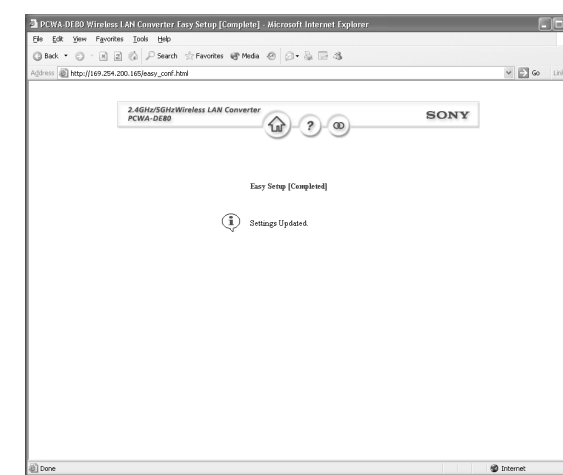 PCWA-DE80 Wireless LAN Converter Easy Setup [Complete] - Microsoft Internet Explorer
File Edit View Favorites Tools Help
Back Search Favorites Media
Address http://169.254.200.165/easy_conf.html Go Lin
2.4GHz/5GHzWireless LAN Converter
PCWA-DE80
SONY
?
Easy Setup [Completed]
i Settings Updated.
Done Internet